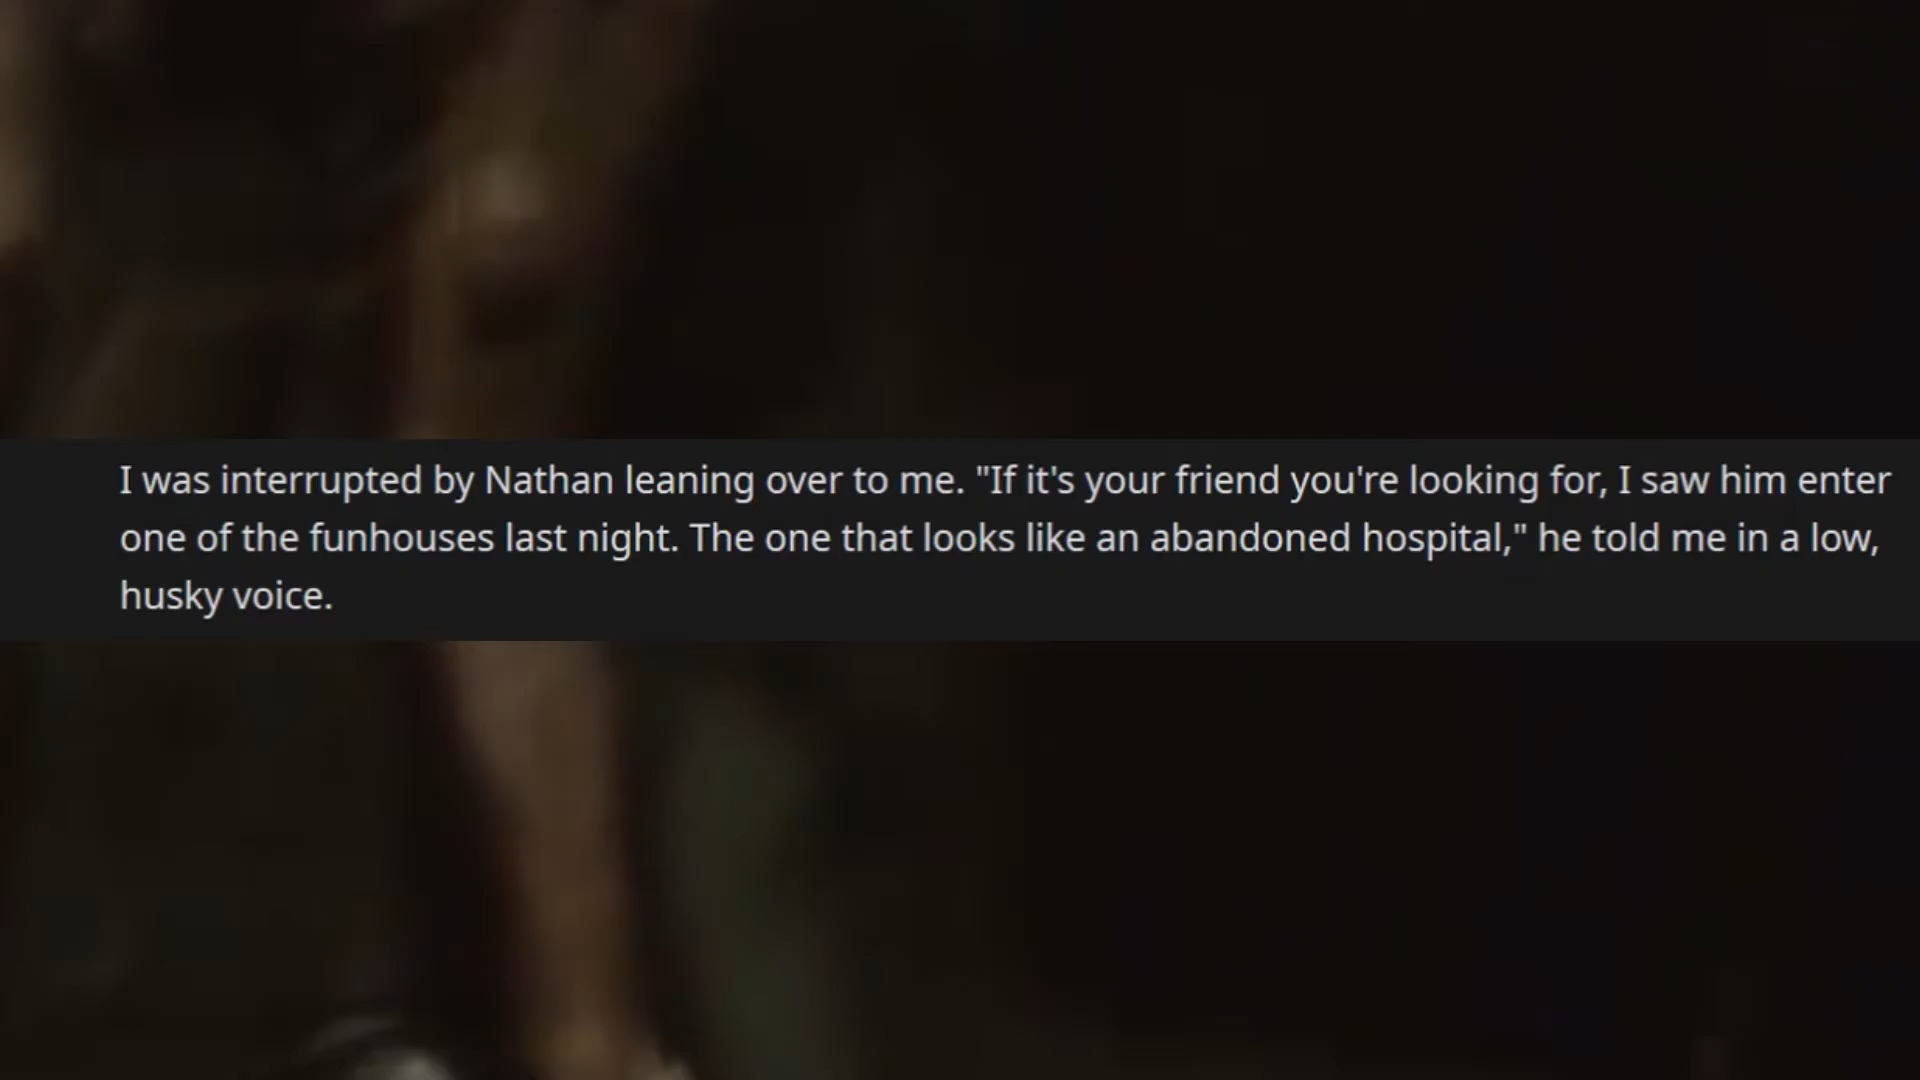 I was interrupted by Nathan leaning over to me. "If it's your friend you're looking for, I saw him enter
one of the funhouses last night. The one that looks like an abandoned hospital," he told me in a low,
husky voice.